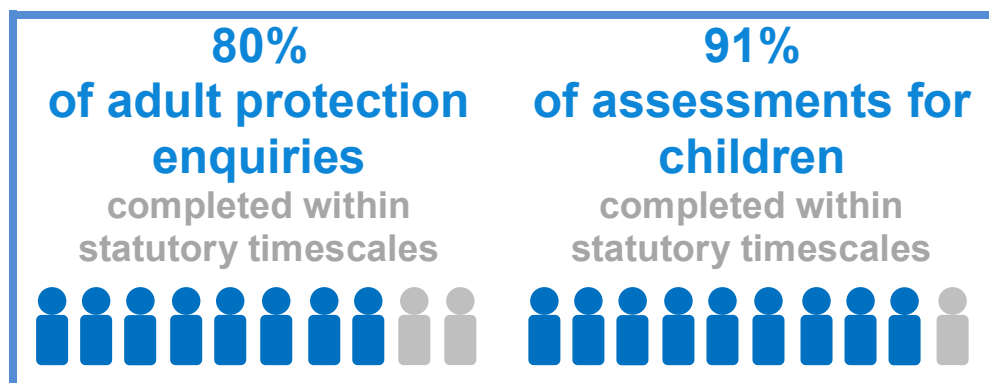 80%
of adult protection
enquiries
completed within
statutory timescales
91%
of assessments for
children
completed within
statutory timescales